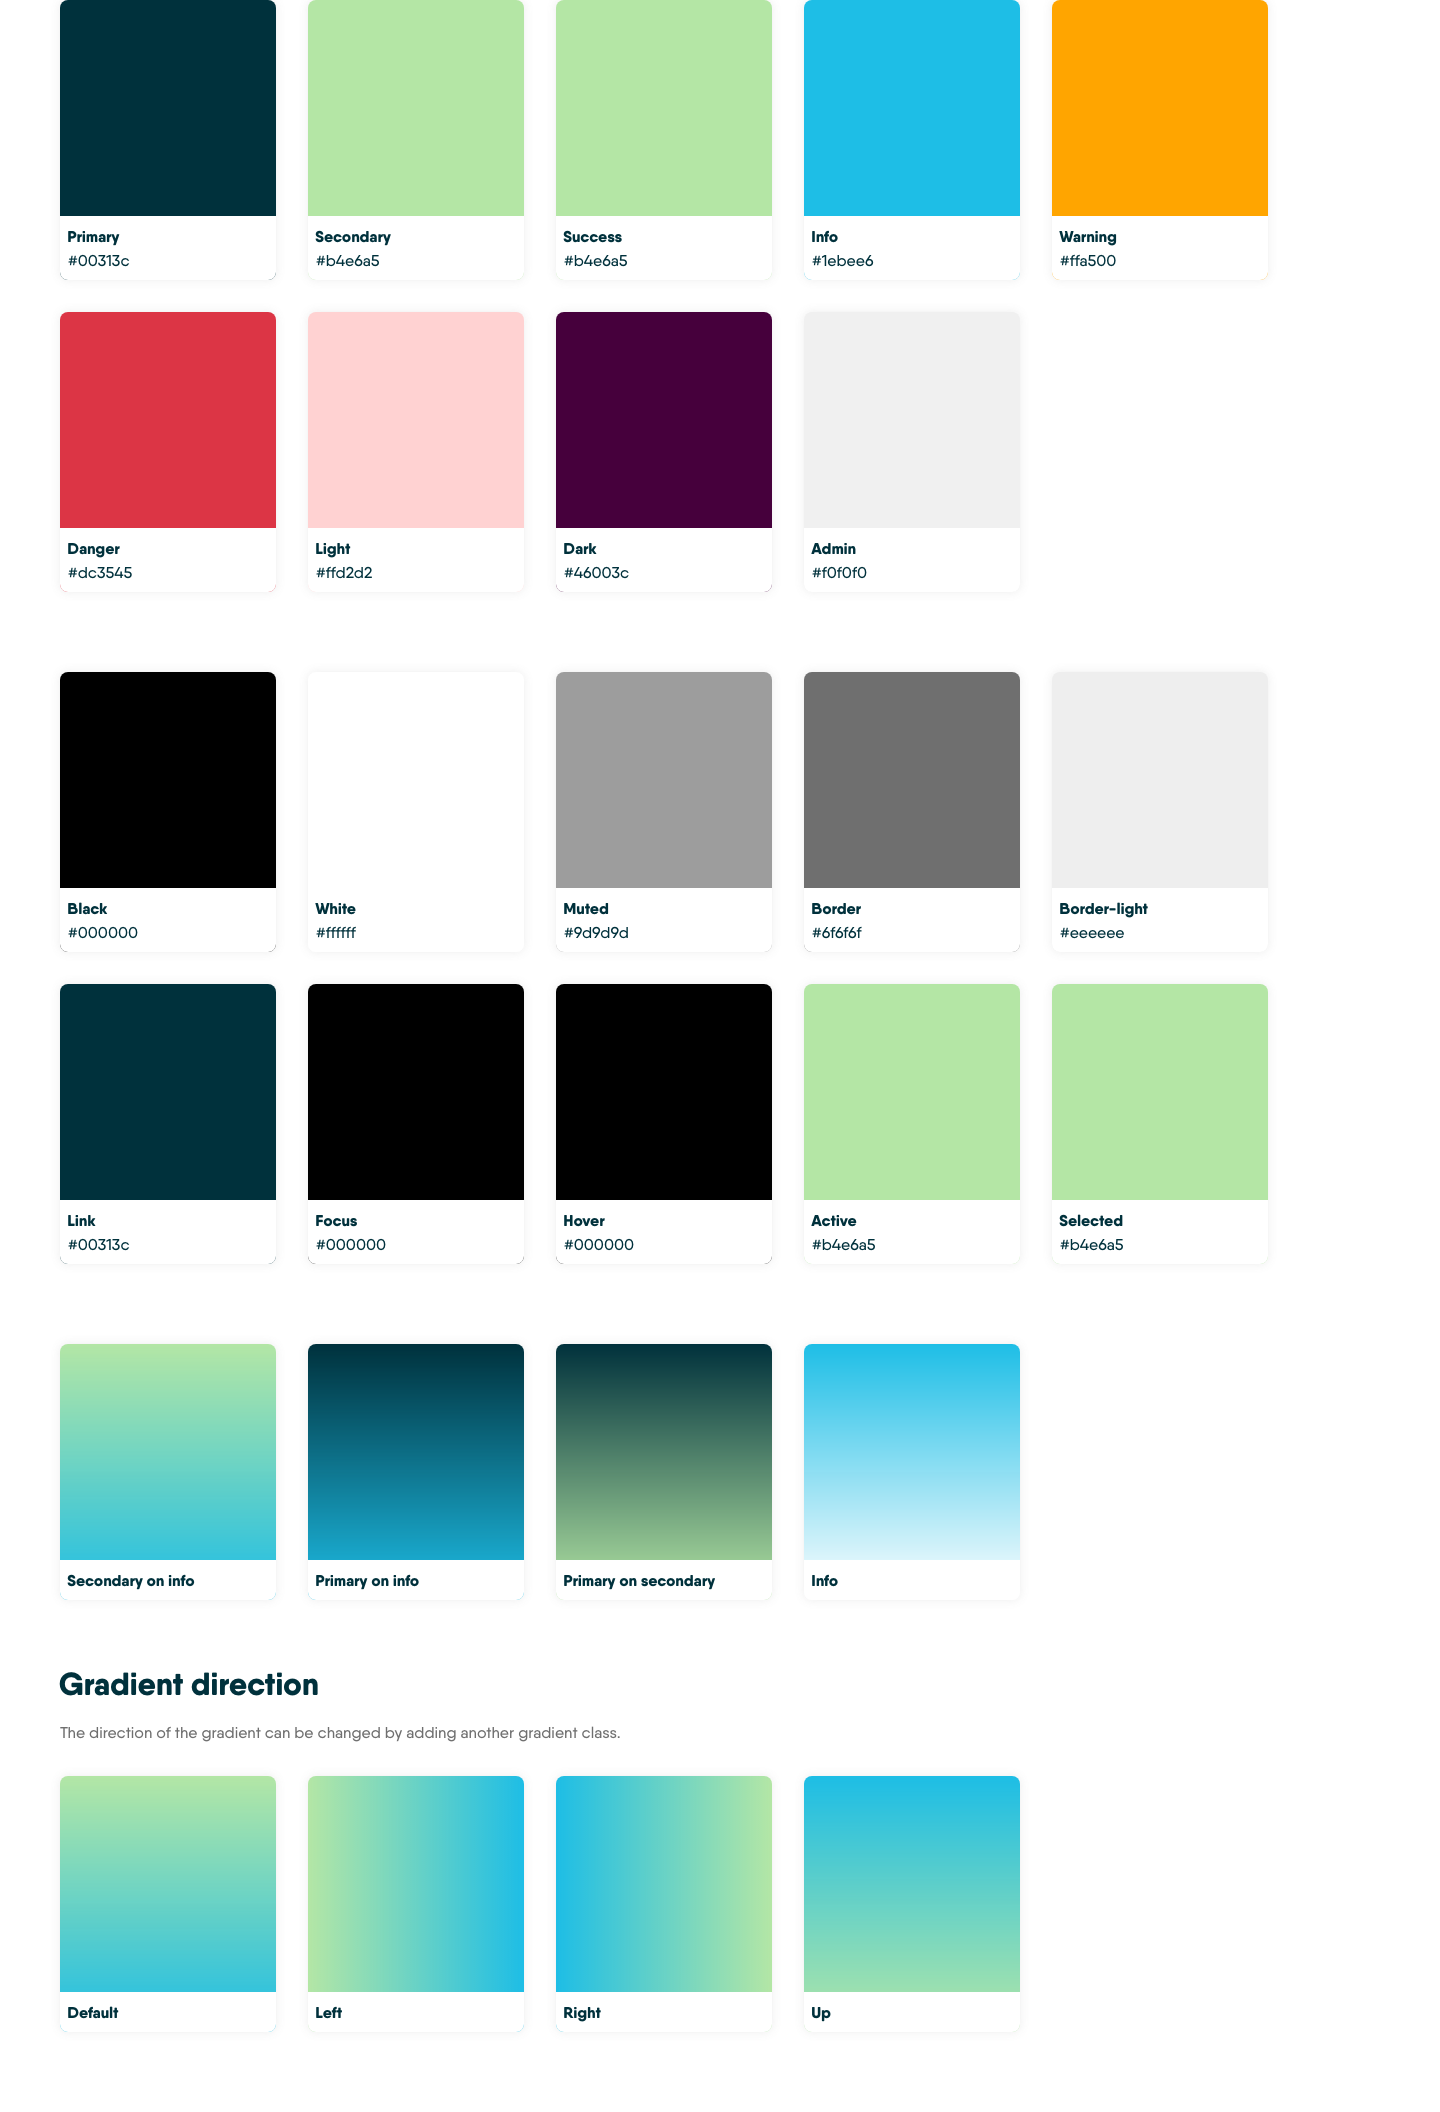 Primary
#00313c
Secondary
#b4e6a5
Success
#b4e6a5
Info
#1ebee6
Warning
#ffa500
Danger
#dc3545
Light
#ffd2d2
Dark
#46003c
Admin
#f0f0f0
Black
#000000
White
#ffffff
Muted
#9d9d9d
Border
#6f6f6f
Border-light
#eeeeee
Link
#00313c
Focus
#000000
Hover
#000000
Active
#b4e6a5
Selected
#b4e6a5
Secondary on info
Primary on info
Primary on secondary
Info
Gradient direction
The direction of the gradient can be changed by adding another gradient class.
Default
Left
Right
Up